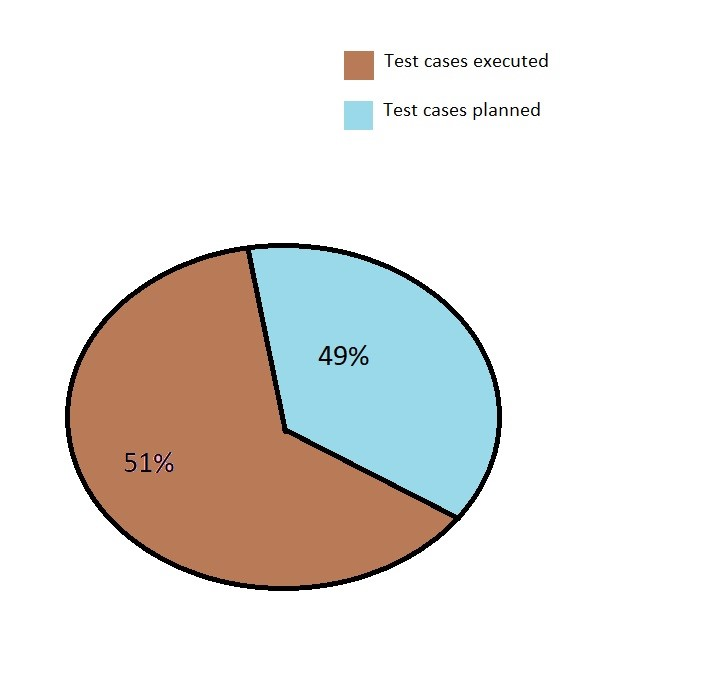 Test cases executed
Test cases planned
49%
51%